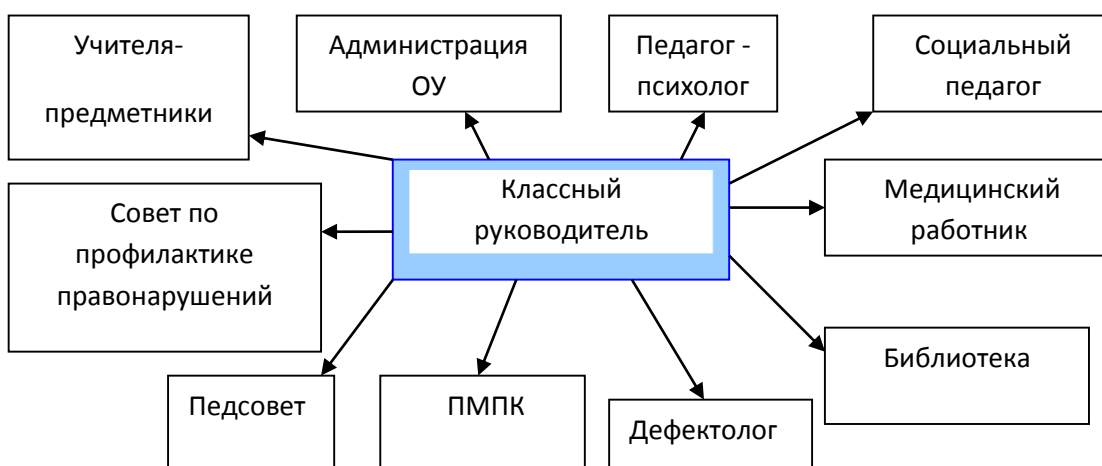 Учителя-
предметники
Администрация
ОУ
Педагог -
психолог
Социальный
педагог
Классный
руководитель
Медицинский
работник
Совет по
профилактике
правонарушений
Библиотека
Педсовет
ПМПК
Дефектолог